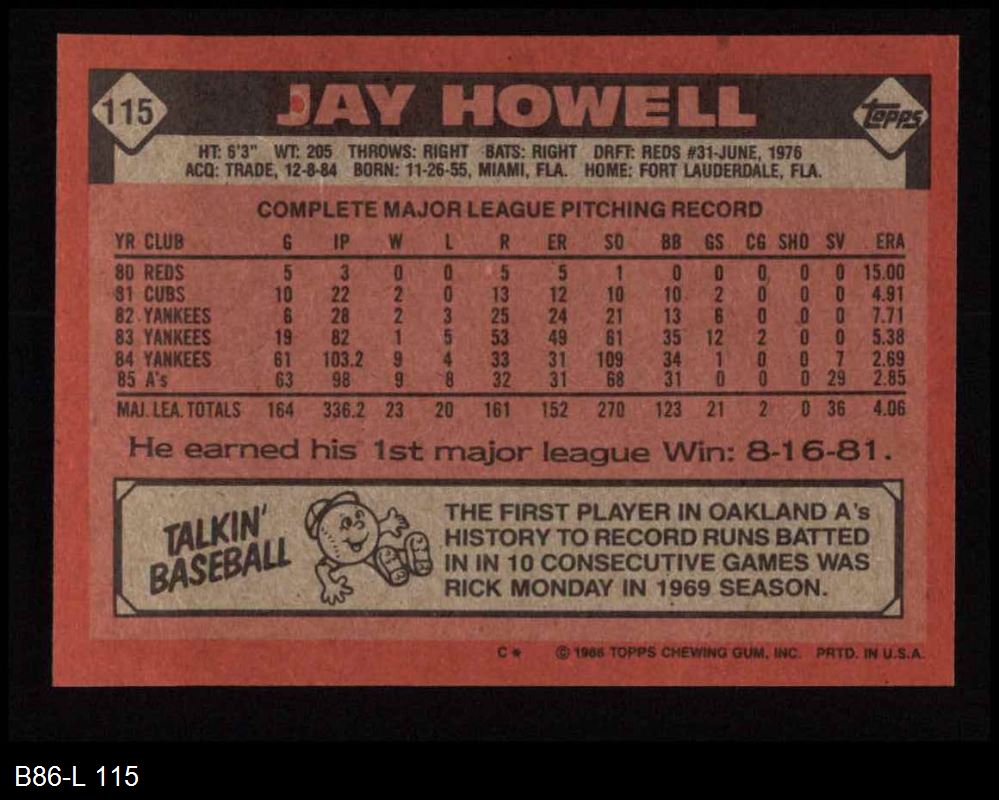 115
JAY HOWELL
Topps
HT: 6'3" WT: 205 THROWS: RIGHT BATS: RIGHT DRFT: REDS #31-JUNE, 1976
ACQ: TRADE, 12-8-84 BORN: 11-26-55, MIAMI, FLA. HOME: FORT LAUDERDALE, FLA.
COMPLETE MAJOR LEAGUE PITCHING RECORD
YR CLUB G IP W L R ER SO BB GS CG SHO SV ERA
80 REDS 5 3 0 0 5 5 1 0 0 0 0 0 15.00
81 CUBS 10 22 2 0 13 12 10 10 2 0 0 0 4.91
82 YANKEES 6 28 2 3 25 24 21 13 6 0 0 0 7.71
83 YANKEES 19 82 1 5 53 49 61 35 12 2 0 0 5.38
84 YANKEES 61 103.2 9 4 33 31 109 34 1 0 0 7 2.69
85 A's 63 98 9 8 32 31 68 31 0 0 0 29 2.85
MAJ. LEA. TOTALS 164 336.2 23 20 161 152 270 123 21 2 0 36 4.06
He earned his 1st major league Win: 8-16-81.
TALKIN'
BASEBALL
THE FIRST PLAYER IN OAKLAND A's
HISTORY TO RECORD RUNS BATTED
IN IN 10 CONSECUTIVE GAMES WAS
RICK MONDAY IN 1969 SEASON.
C* © 1986 TOPPS CHEWING GUM, INC. PRTD. IN U.S.A.
B86-L 115